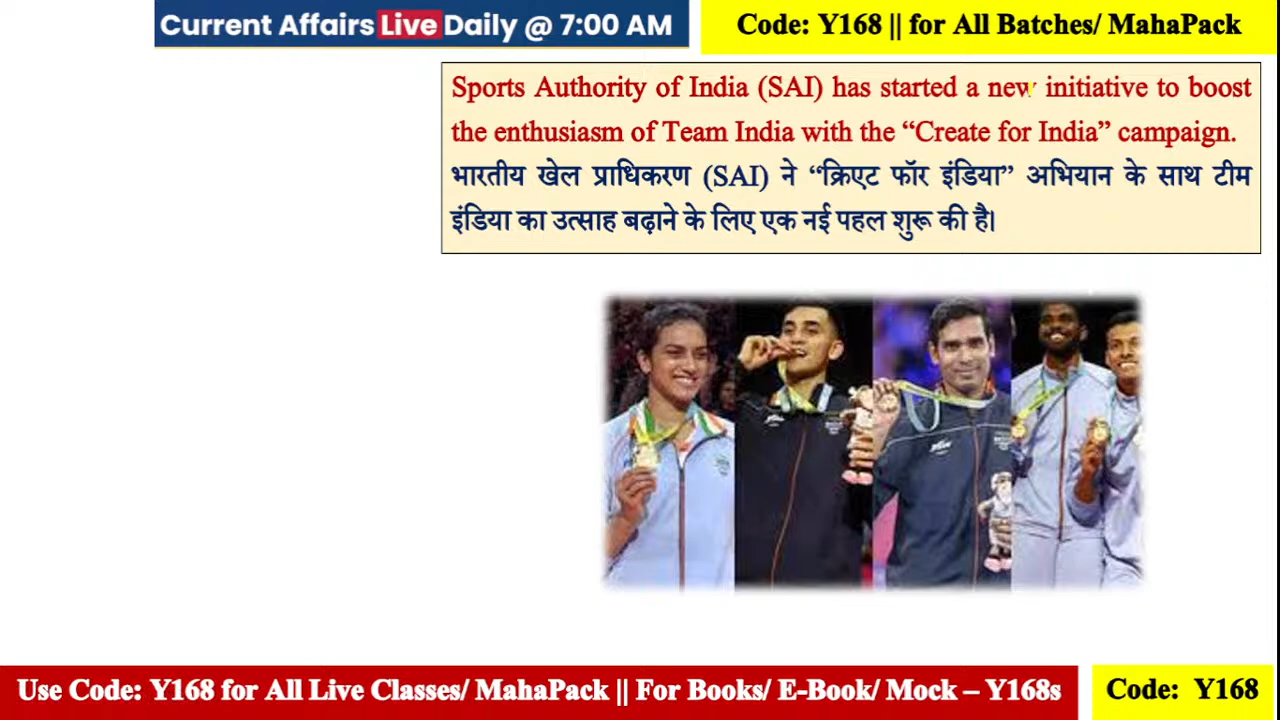 Current Affairs Live Daily @ 7:00 AM
Code: Y168 || for All Batches/ MahaPack
Sports Authority of India (SAI) has started a new initiative to boost
the enthusiasm of Team India with the “Create for India” campaign.
भारतीय खेल प्राधिकरण (SAI) ने “क्रिएट फॉर इंडिया” अभियान के साथ टीम
इंडिया का उत्साह बढ़ाने के लिए एक नई पहल शुरू की है।
Use Code: Y168 for All Live Classes/ MahaPack || For Books/ E-Book/ Mock – Y168s
Code: Y168